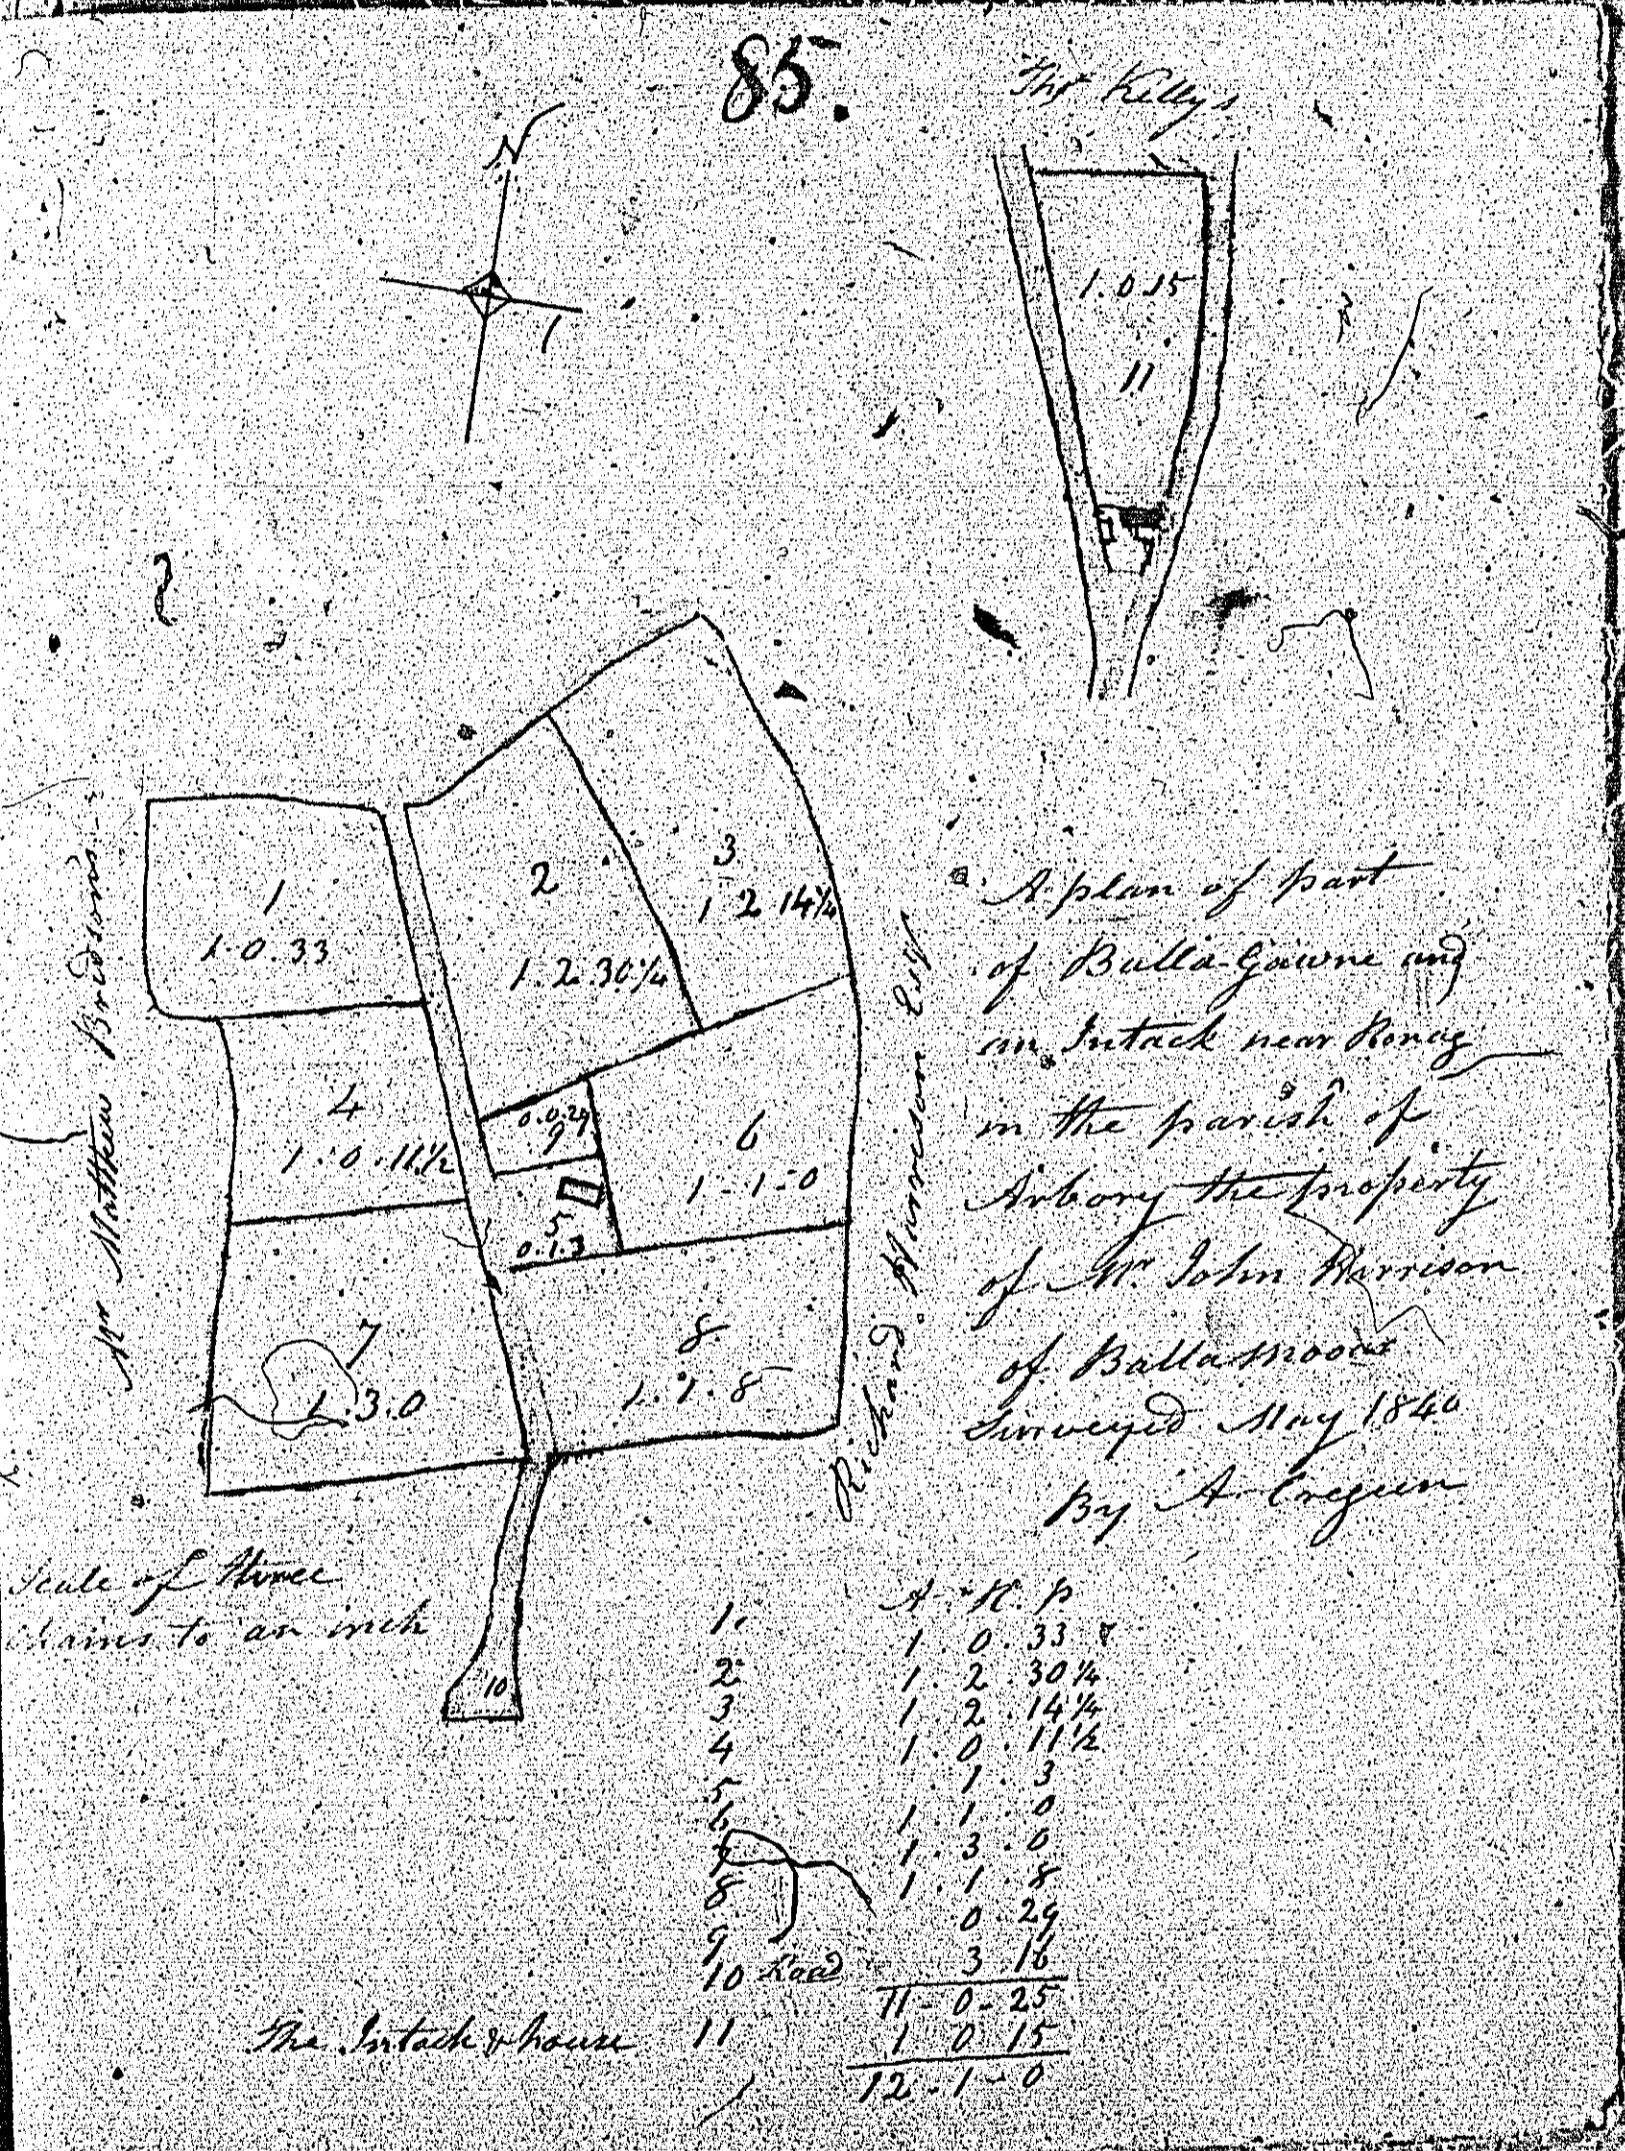 85.
Thos Kelly's
N
1.0.15
11
Mr Matthew Bridsons
1
1.0.33
2
1.2.30¼
3
1 2 14¼
4
1.0.11½
0.0.29
9
5
0.1.3
6
1-1-0
7
1.3.0
8
1.1.8
10
Richard Harrison Esqr.
A plan of part
of Balla-Gawne and
an Intack near Ronag
in the parish of
Arbory the property
of Mr. John Harrison
of Ballamooar
Surveyed May 1840
By A. Cregeen
Scale of three
chains to an inch
A. R. P
1. 1. 0. 33
2 1. 2. 30¼
3 1 2. 14¼
4 1. 0. 11½
5 1. 3
6 1. 1. 0
7 1. 3. 0
8 1. 1. 8
9 0. 29
10 Road 3 16
11-0-25
The Intack & house 11 1 0 15
12-1-0